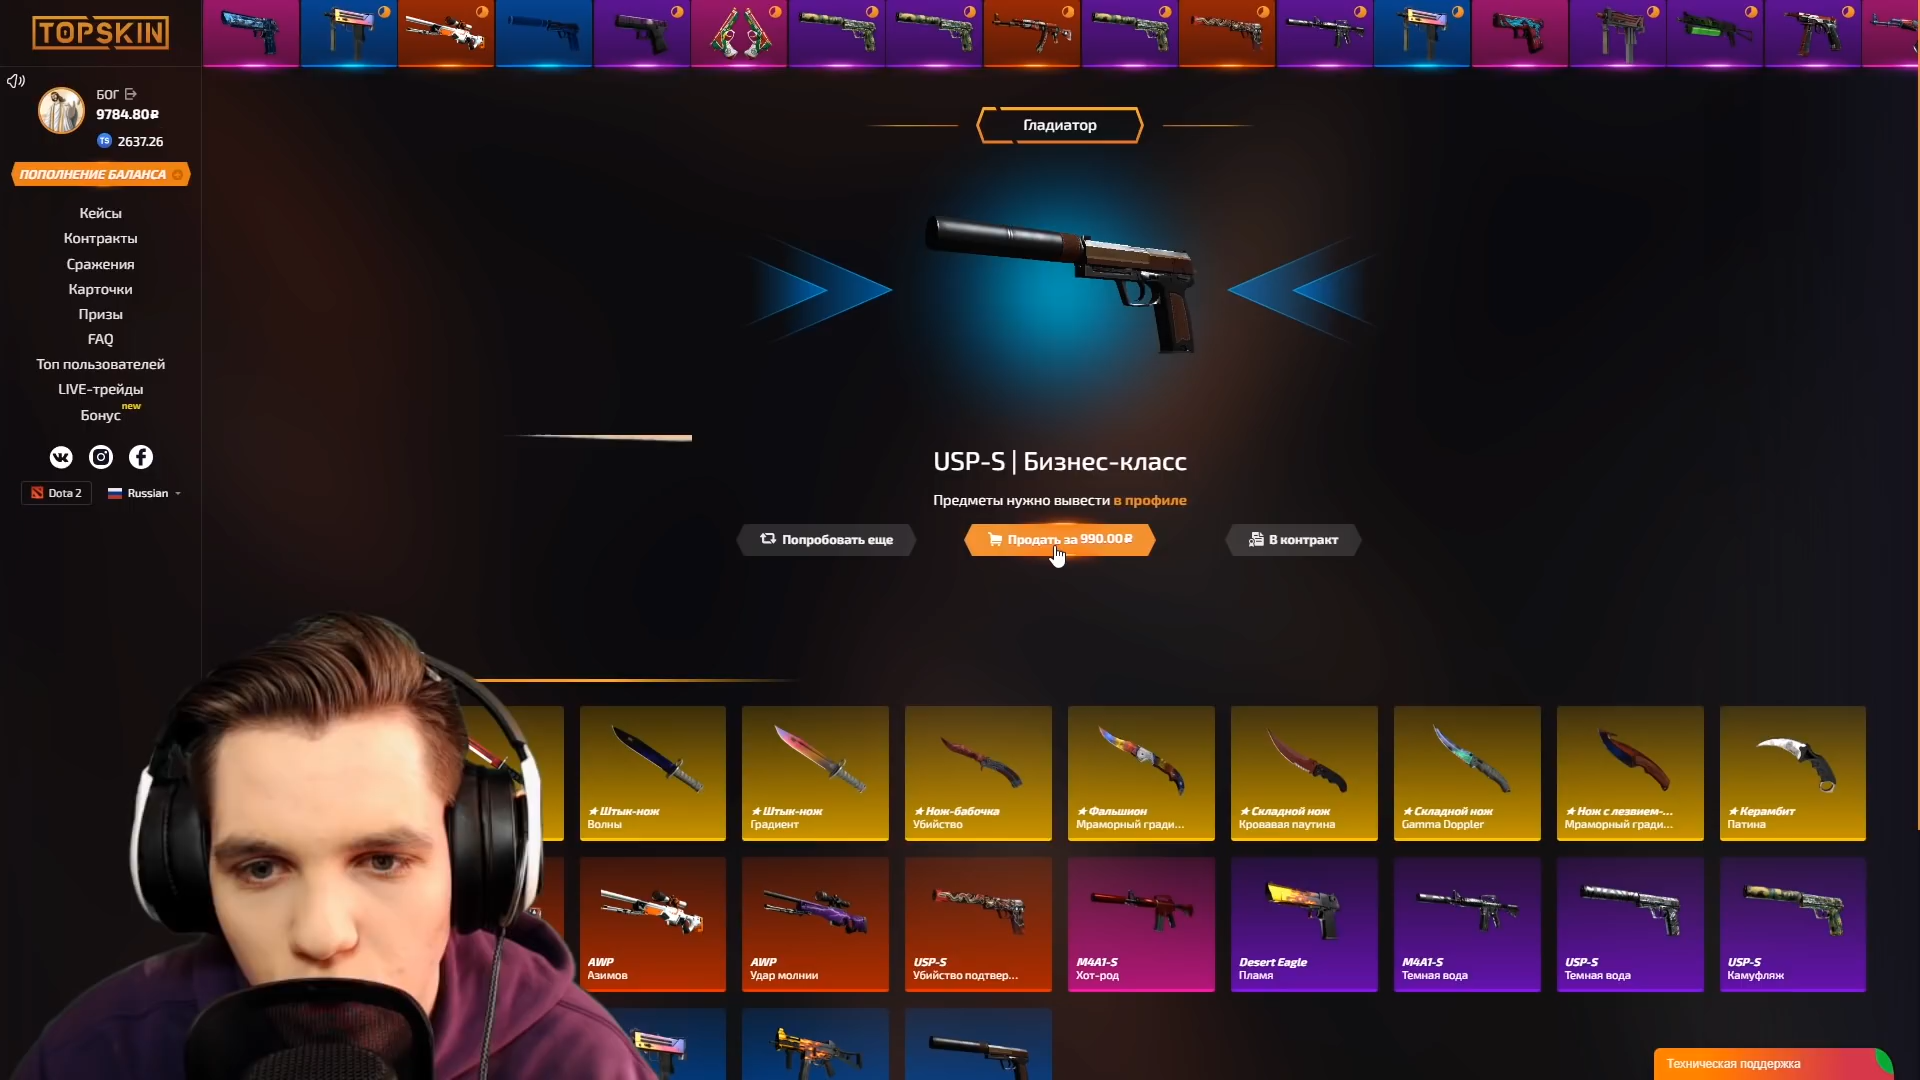 TOPSKIN
БОГ
9784.80₽
TS 2637.26
ПОПОЛНЕНИЕ БАЛАНСА
Кейсы
Контракты
Сражения
Карточки
Призы
FAQ
Топ пользователей
LIVE-трейды
Бонус new
Dota 2
Russian
Гладиатор
USP-S | Бизнес-класс
Предметы нужно вывести в профиле
Попробовать еще
Продать за 990.00₽
В контракт
★ Штык-нож
Волны
★ Штык-нож
Градиент
★ Нож-бабочка
Убийство
★ Фальшион
Мраморный гради...
★ Складной нож
Кровавая паутина
★ Складной нож
Gamma Doppler
★ Нож с лезвием-...
Мраморный гради...
★ Керамбит
Патина
AWP
Азимов
AWP
Удар молнии
USP-S
Убийство подтвер...
M4A1-S
Хот-род
Desert Eagle
Пламя
M4A1-S
Темная вода
USP-S
Темная вода
USP-S
Камуфляж
Техническая поддержка